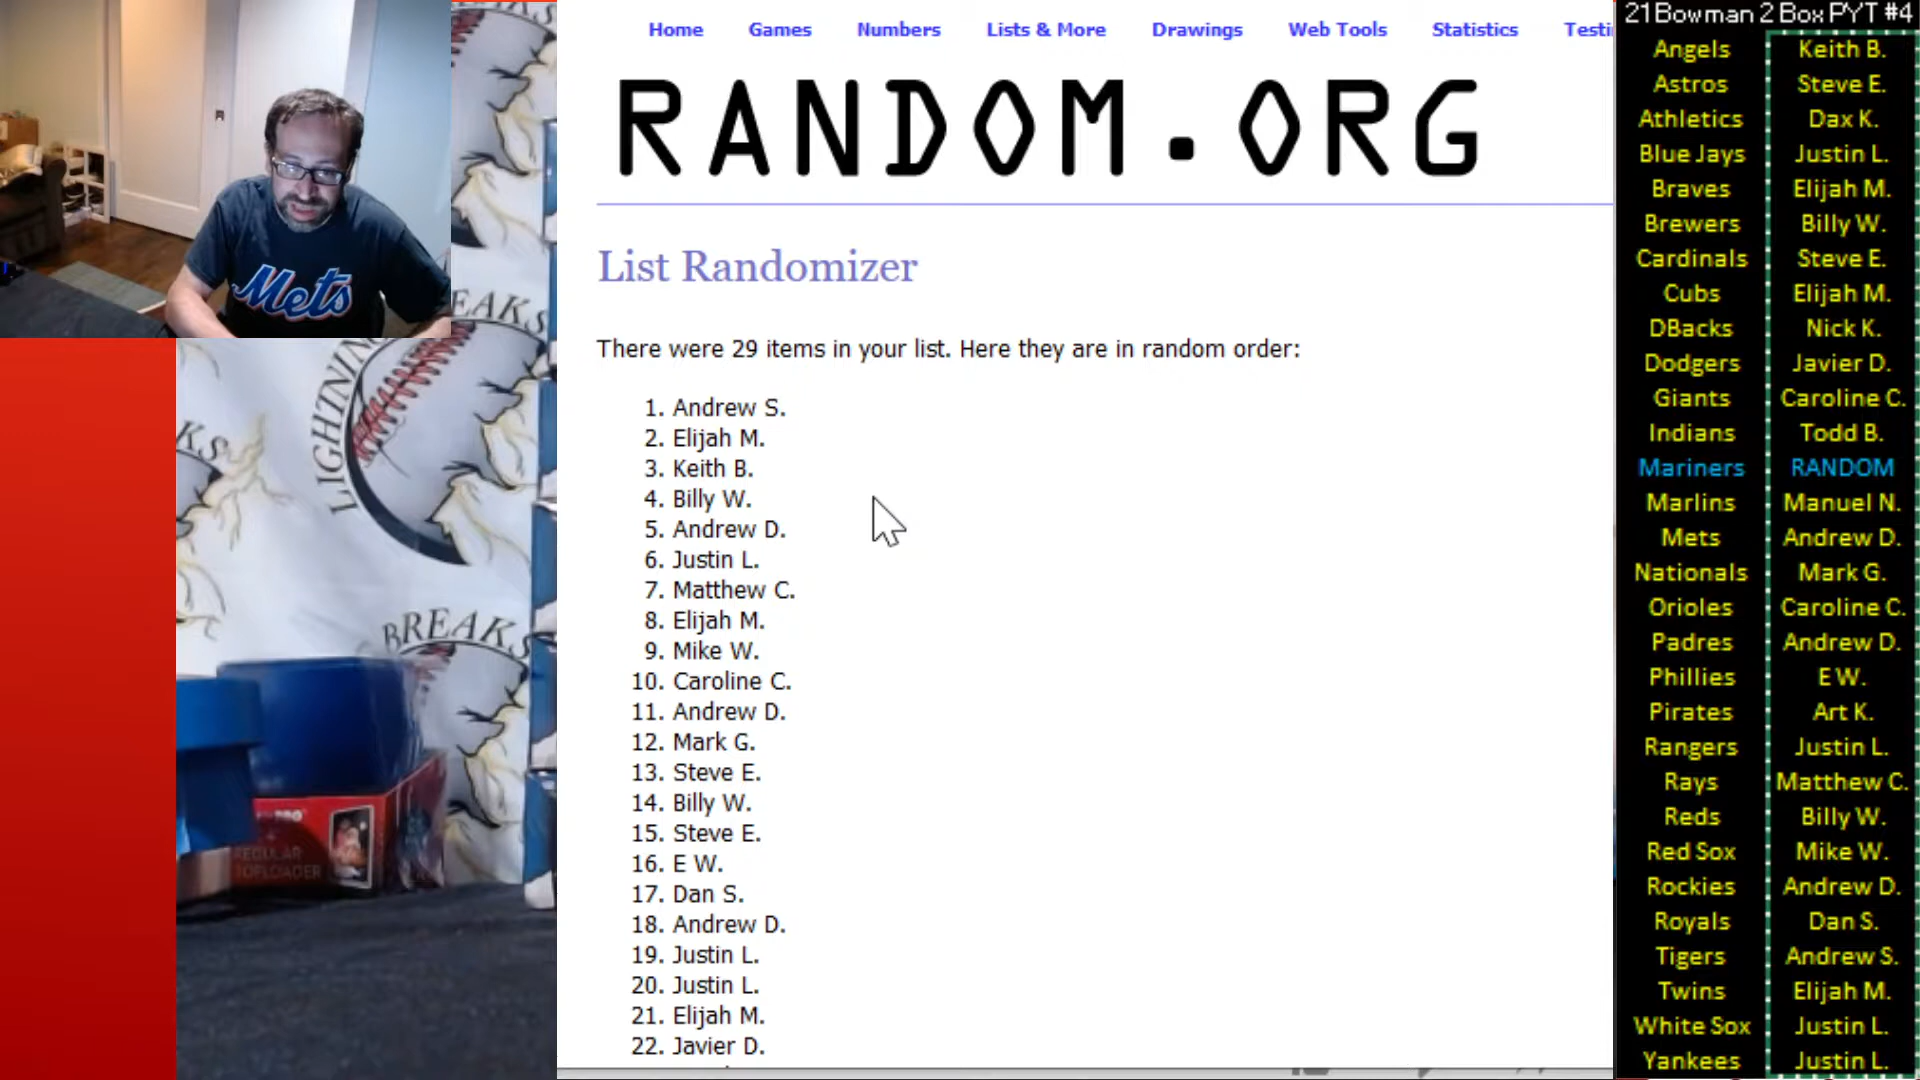 Home Games Numbers Lists & More Drawings Web Tools Statistics
RANDOM.ORG
List Randomizer
There were 29 items in your list. Here they are in random order:
1. Andrew S.
2. Elijah M.
3. Keith B.
4. Billy W.
5. Andrew D.
6. Justin L.
7. Matthew C.
8. Elijah M.
9. Mike W.
10. Caroline C.
11. Andrew D.
12. Mark G.
13. Steve E.
14. Billy W.
15. Steve E.
16. E W.
17. Dan S.
18. Andrew D.
19. Justin L.
20. Justin L.
21. Elijah M.
22. Javier D.
21 Bowman 2 Box PYT #4
Angels Keith B.
Astros Steve E.
Athletics Dax K.
Blue Jays Justin L.
Braves Elijah M.
Brewers Billy W.
Cardinals Steve E.
Cubs Elijah M.
DBacks Nick K.
Dodgers Javier D.
Giants Caroline C.
Indians Todd B.
Mariners RANDOM
Marlins Manuel N.
Mets Andrew D.
Nationals Mark G.
Orioles Caroline C.
Padres Andrew D.
Phillies E W.
Pirates Art K.
Rangers Justin L.
Rays Matthew C.
Reds Billy W.
Red Sox Mike W.
Rockies Andrew D.
Royals Dan S.
Tigers Andrew S.
Twins Elijah M.
White Sox Justin L.
Yankees Justin L.
Mets
BREAKS
REGULAR
TOPLOADER